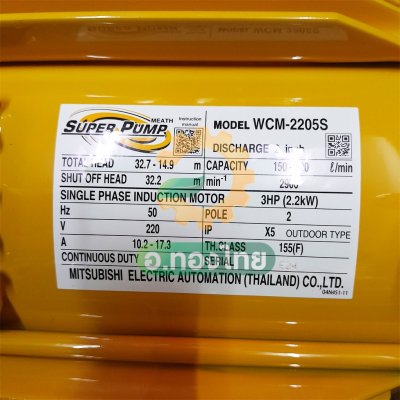 SUPER PUMP
MEATH
Instruction manual
MODEL WCM-2205S
DISCHARGE inch
TOTAL HEAD 32.7 - 14.9 m CAPACITY ℓ/min
SHUT OFF HEAD 32.2 m min⁻¹ 2900
SINGLE PHASE INDUCTION MOTOR 3HP (2.2kW)
Hz 50 POLE 2
V 220 IP X5 OUTDOOR TYPE
A 10.2 - 17.3 TH.CLASS 155(F)
CONTINUOUS DUTY SERIAL
อ.ทองไทย
MITSUBISHI ELECTRIC AUTOMATION (THAILAND) CO.,LTD.